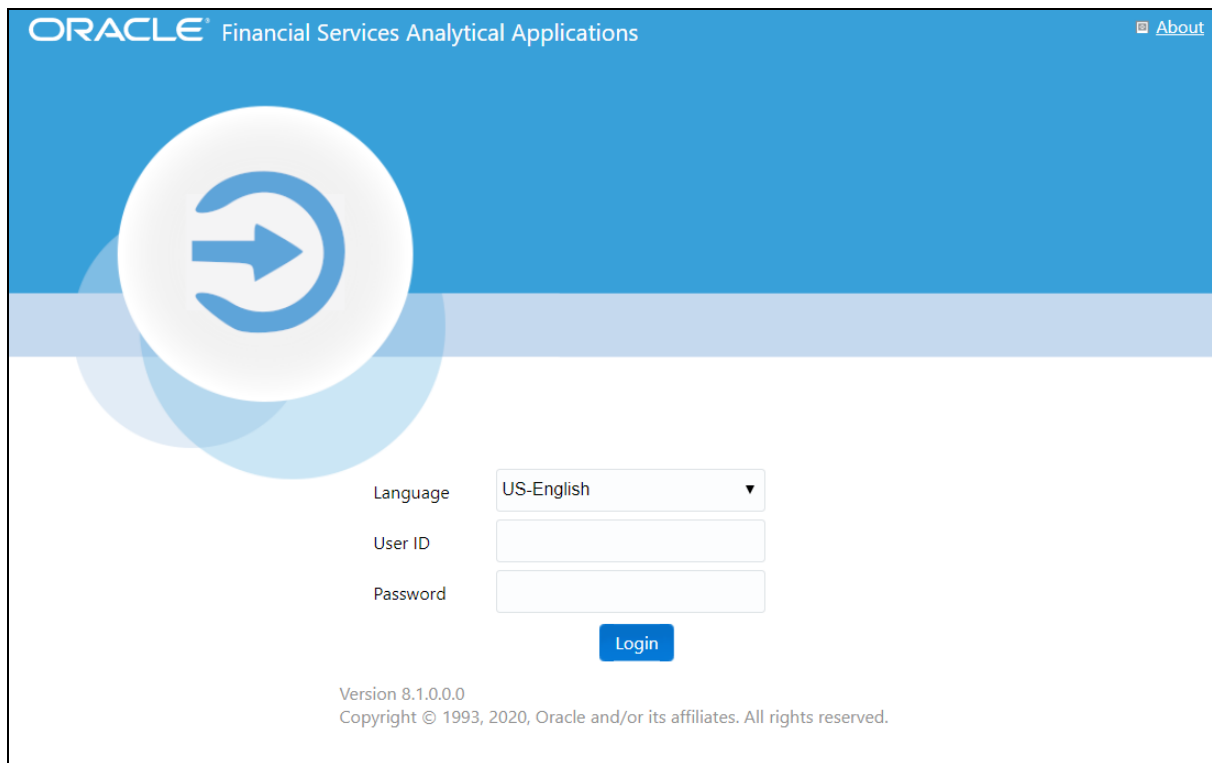 ORACLE® Financial Services Analytical Applications
About
Language US-English
User ID
Password
Login
Version 8.1.0.0.0
Copyright © 1993, 2020, Oracle and/or its affiliates. All rights reserved.